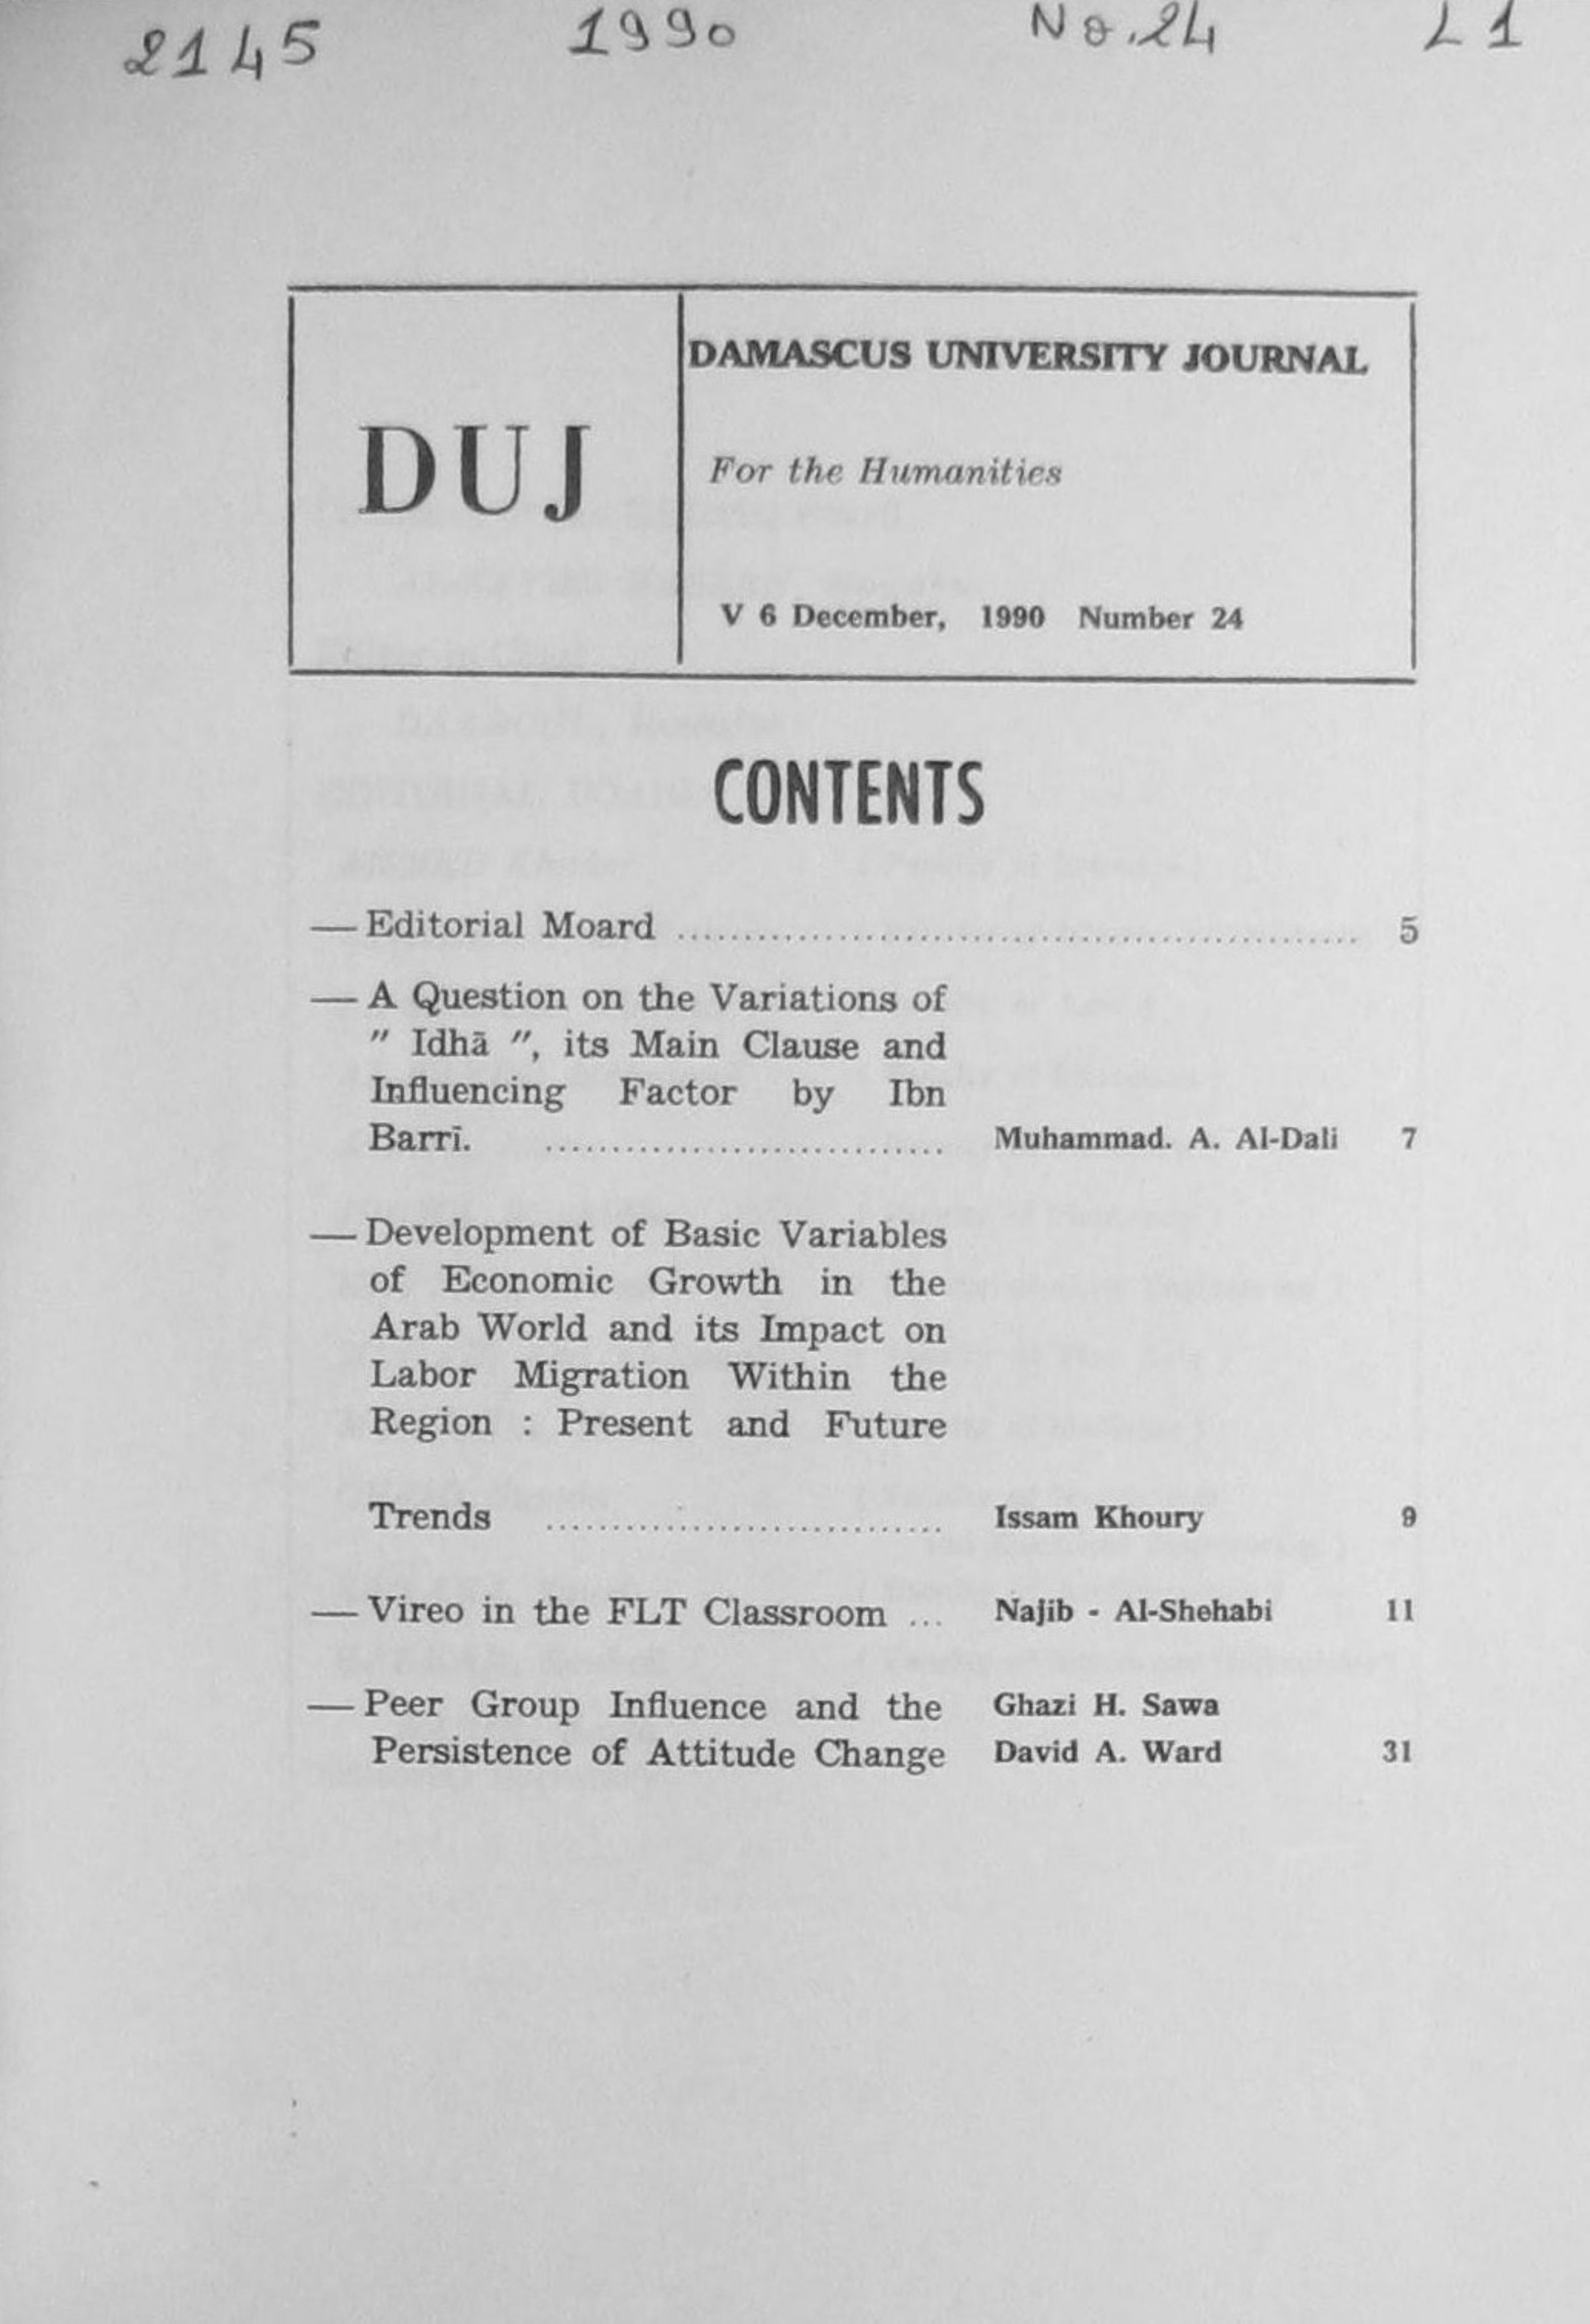 2145 1990 No.24 L1
DUJ
DAMASCUS UNIVERSITY JOURNAL
For the Humanities
V 6 December, 1990 Number 24
CONTENTS
— Editorial Moard .................................................... 5
— A Question on the Variations of
" Idhā ", its Main Clause and
Influencing Factor by Ibn
Barrī. .............................. Muhammad. A. Al-Dali 7
— Development of Basic Variables
of Economic Growth in the
Arab World and its Impact on
Labor Migration Within the
Region : Present and Future
Trends .............................. Issam Khoury 9
— Vireo in the FLT Classroom ... Najib - Al-Shehabi 11
— Peer Group Influence and the Ghazi H. Sawa
Persistence of Attitude Change David A. Ward 31